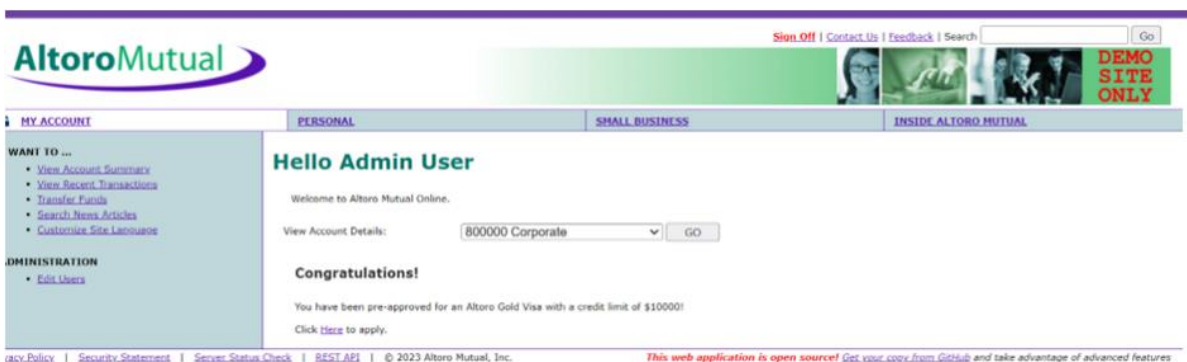 Sign Off | Contact Us | Feedback | Search Go
AltoroMutual
DEMO
SITE
ONLY
MY ACCOUNT PERSONAL SMALL BUSINESS INSIDE ALTORO MUTUAL
WANT TO ...
• View Account Summary
• View Recent Transactions
• Transfer Funds
• Search News Articles
• Customize Site Language
DMINISTRATION
• Edit Users
Hello Admin User
Welcome to Altoro Mutual Online.
View Account Details: 800000 Corporate GO
Congratulations!
You have been pre-approved for an Altoro Gold Visa with a credit limit of $10000!
Click Here to apply.
vacy Policy | Security Statement | Server Status Check | REST API | © 2023 Altoro Mutual, Inc. This web application is open source! Get your copy from GitHub and take advantage of advanced features